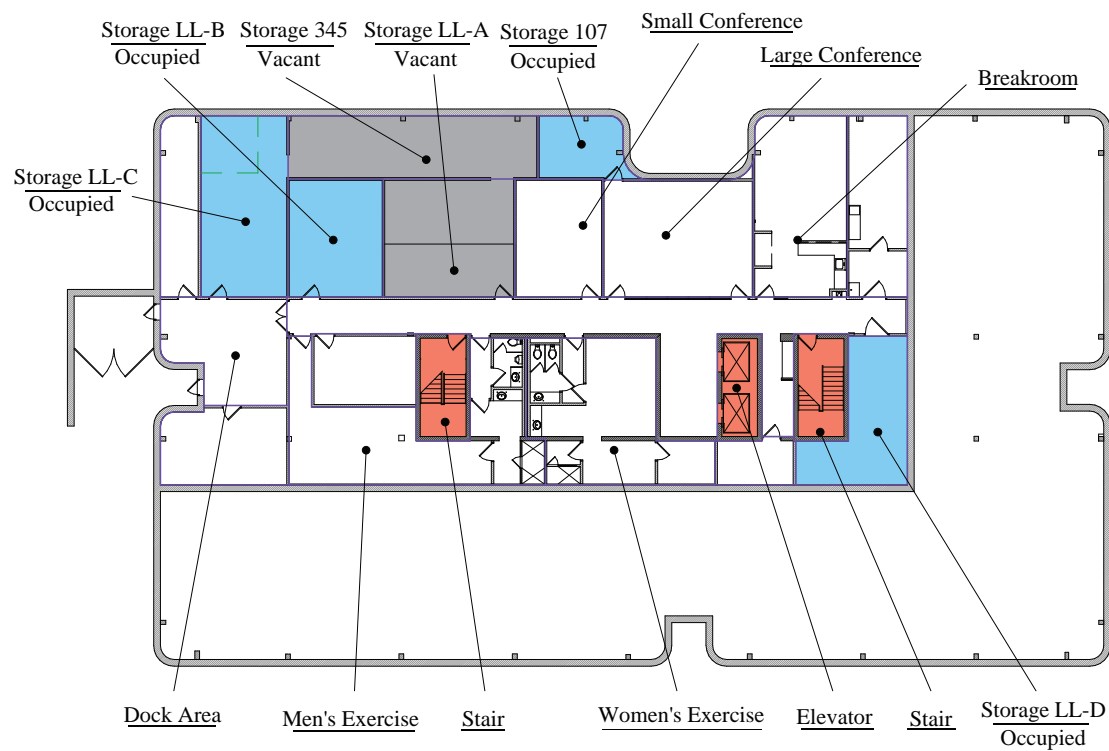 Small Conference
Storage LL-B
Occupied
Storage 345
Vacant
Storage LL-A
Vacant
Storage 107
Occupied
Large Conference
Breakroom
Storage LL-C
Occupied
Dock Area
Men's Exercise
Stair
Women's Exercise
Elevator
Stair
Storage LL-D
Occupied